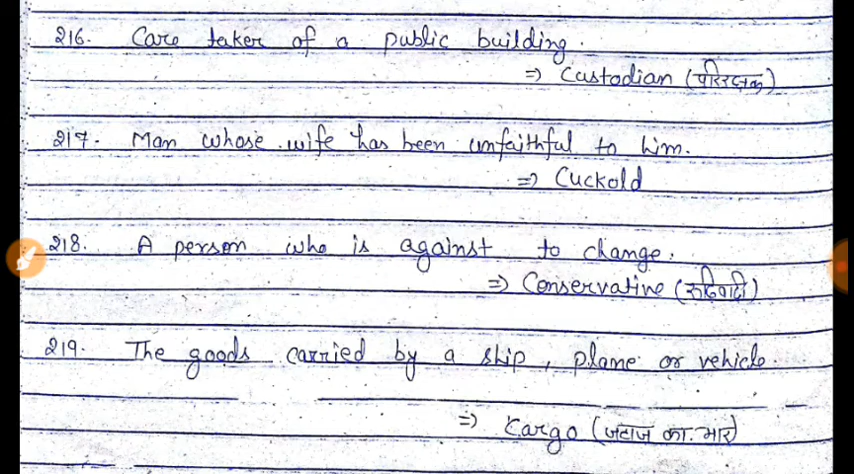 216. Care taker of a public building.
=> Custodian (परिरक्षक)
217. Man whose wife has been unfaithful to him.
=> Cuckold
218. A person who is against to change.
=> Conservative (रूढ़िवादी)
219. The goods carried by a ship, plane or vehicle.
=> Cargo (जहाज का भार)